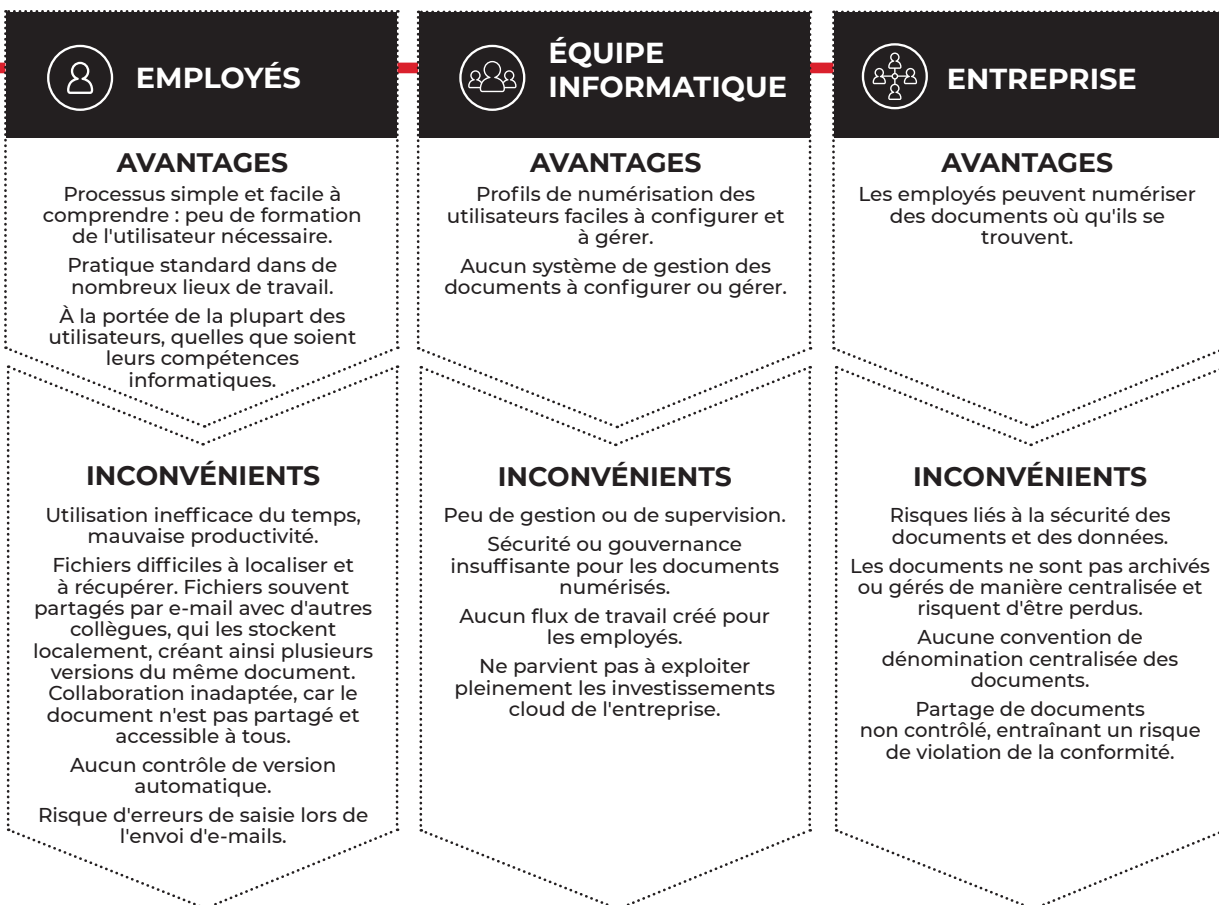 EMPLOYÉS
AVANTAGES
Processus simple et facile à
comprendre : peu de formation
de l'utilisateur nécessaire.
Pratique standard dans de
nombreux lieux de travail.
À la portée de la plupart des
utilisateurs, quelles que soient
leurs compétences
informatiques.
INCONVÉNIENTS
Utilisation inefficace du temps,
mauvaise productivité.
Fichiers difficiles à localiser et
à récupérer. Fichiers souvent
partagés par e-mail avec d'autres
collègues, qui les stockent
localement, créant ainsi plusieurs
versions du même document.
Collaboration inadaptée, car le
document n'est pas partagé et
accessible à tous.
Aucun contrôle de version
automatique.
Risque d'erreurs de saisie lors de
l'envoi d'e-mails.
ÉQUIPE
INFORMATIQUE
AVANTAGES
Profils de numérisation des
utilisateurs faciles à configurer et
à gérer.
Aucun système de gestion des
documents à configurer ou gérer.
INCONVÉNIENTS
Peu de gestion ou de supervision.
Sécurité ou gouvernance
insuffisante pour les documents
numérisés.
Aucun flux de travail créé pour
les employés.
Ne parvient pas à exploiter
pleinement les investissements
cloud de l'entreprise.
ENTREPRISE
AVANTAGES
Les employés peuvent numériser
des documents où qu'ils se
trouvent.
INCONVÉNIENTS
Risques liés à la sécurité des
documents et des données.
Les documents ne sont pas archivés
ou gérés de manière centralisée et
risquent d'être perdus.
Aucune convention de
dénomination centralisée des
documents.
Partage de documents
non contrôlé, entraînant un risque
de violation de la conformité.